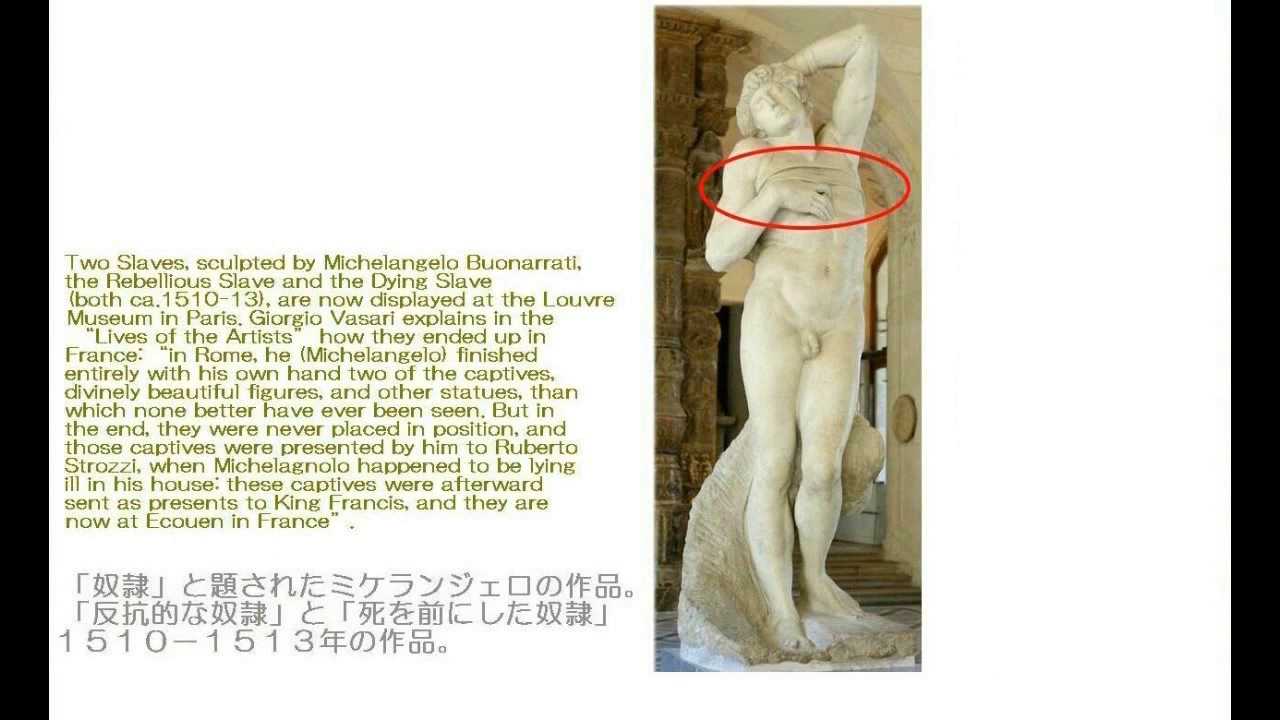 Two Slaves, sculpted by Michelangelo Buonarrati,
the Rebellious Slave and the Dying Slave
(both ca.1510-13), are now displayed at the Louvre
Museum in Paris. Giorgio Vasari explains in the
“Lives of the Artists” how they ended up in
France: “in Rome, he (Michelangelo) finished
entirely with his own hand two of the captives,
divinely beautiful figures, and other statues, than
which none better have ever been seen. But in
the end, they were never placed in position, and
those captives were presented by him to Ruberto
Strozzi, when Michelagnolo happened to be lying
ill in his house: these captives were afterward
sent as presents to King Francis, and they are
now at Ecouen in France”.
「奴隷」と題されたミケランジェロの作品。
「反抗的な奴隷」と「死を前にした奴隷」
１５１０－１５１３年の作品。